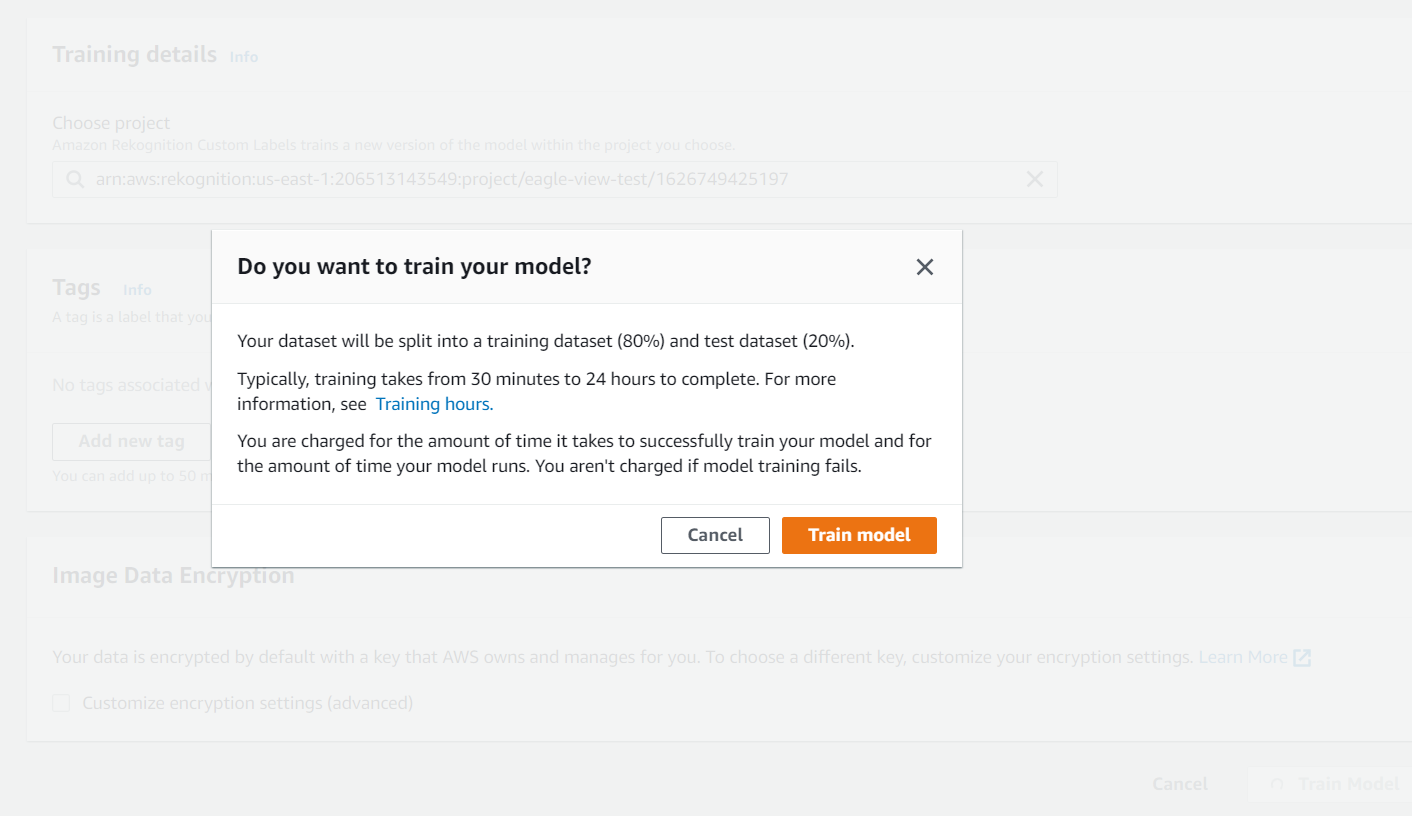 Training details Info
Choose project
Amazon Rekognition Custom Labels trains a new version of the model within the project you choose.
arn:aws:rekognition:us-east-1:206513143549:project/eagle-view-test/1626749425197
Do you want to train your model?
Your dataset will be split into a training dataset (80%) and test dataset (20%).
Typically, training takes from 30 minutes to 24 hours to complete. For more
information, see Training hours.
You are charged for the amount of time it takes to successfully train your model and for
the amount of time your model runs. You aren't charged if model training fails.
Cancel Train model
Tags Info
A tag is a label that you
No tags associated
Add new tag
You can add up to 50
Image Data Encryption
Your data is encrypted by default with a key that AWS owns and manages for you. To choose a different key, customize your encryption settings. Learn More
Customize encryption settings (advanced)
Cancel Train Model